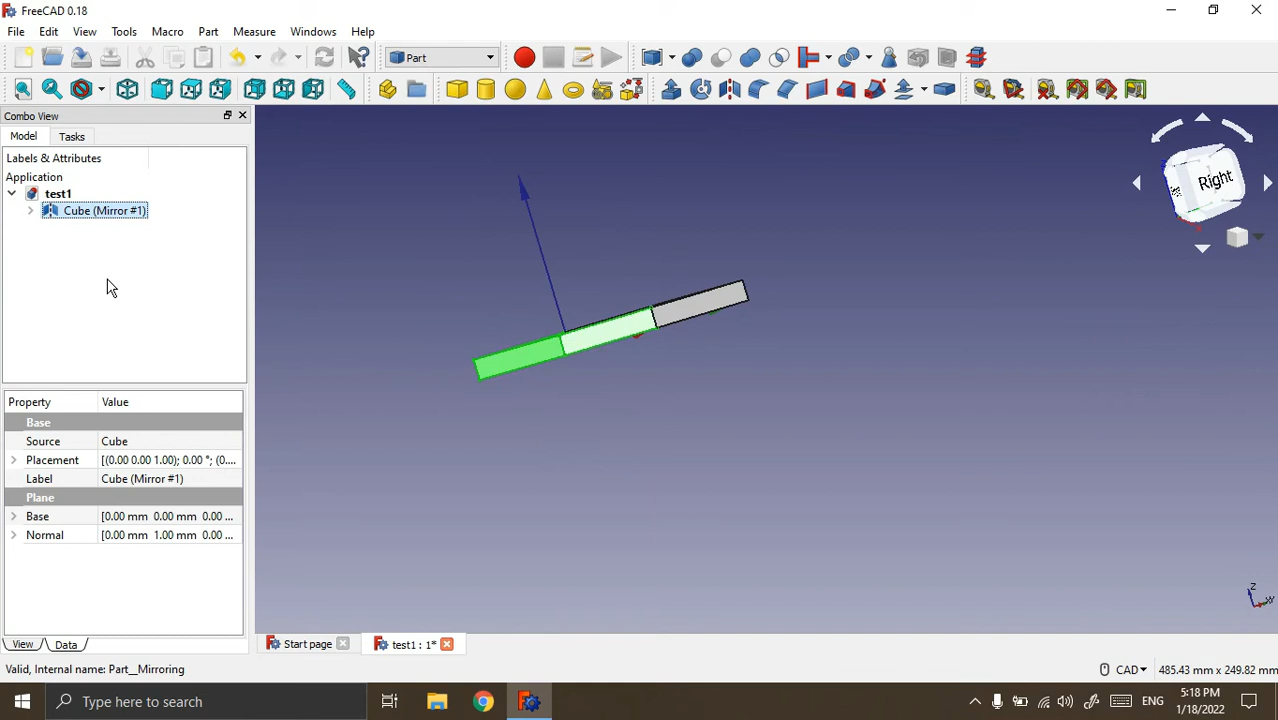 FreeCAD 0.18
File Edit View Tools Macro Part Measure Windows Help
Part
Combo View
Model Tasks
Labels & Attributes
Application
test1
Cube (Mirror #1)
Right
Property Value
Base
Source Cube
Placement [(0.00 0.00 1.00); 0.00 °; (0....
Label Cube (Mirror #1)
Plane
Base [0.00 mm 0.00 mm 0.00 ...
Normal [0.00 mm 1.00 mm 0.00 ...
Z
View Data
Start page test1 : 1*
Valid, Internal name: Part__Mirroring
CAD 485.43 mm x 249.82 mm
Type here to search
ENG
5:18 PM
1/18/2022